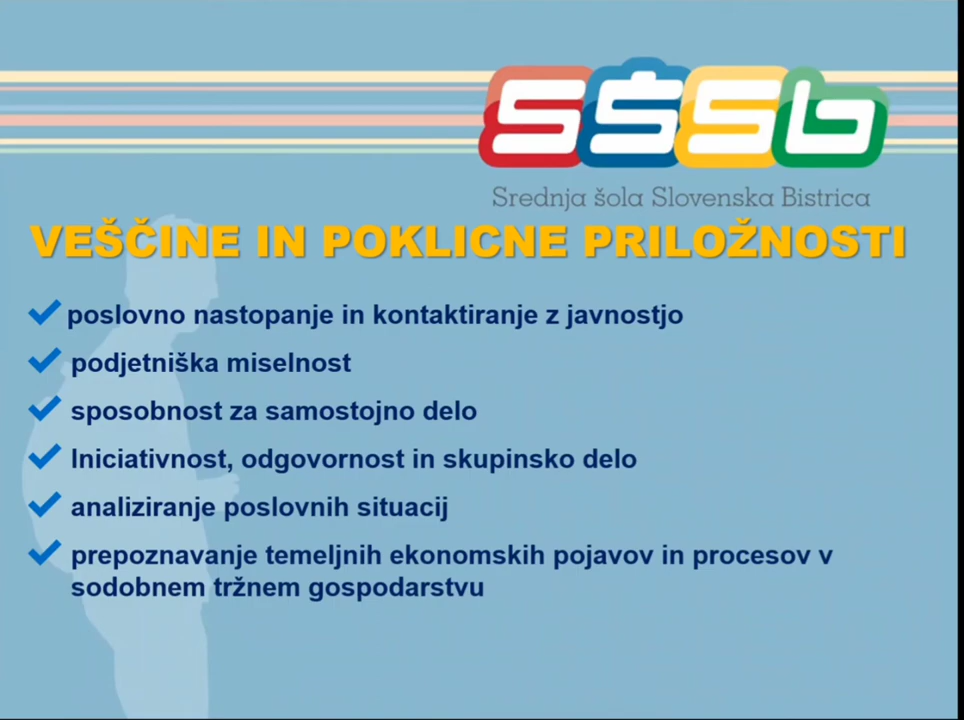 SŠSb
Srednja šola Slovenska Bistrica
VEŠČINE IN POKLICNE PRILOŽNOSTI
poslovno nastopanje in kontaktiranje z javnostjo
podjetniška miselnost
sposobnost za samostojno delo
Iniciativnost, odgovornost in skupinsko delo
analiziranje poslovnih situacij
prepoznavanje temeljnih ekonomskih pojavov in procesov v
sodobnem tržnem gospodarstvu